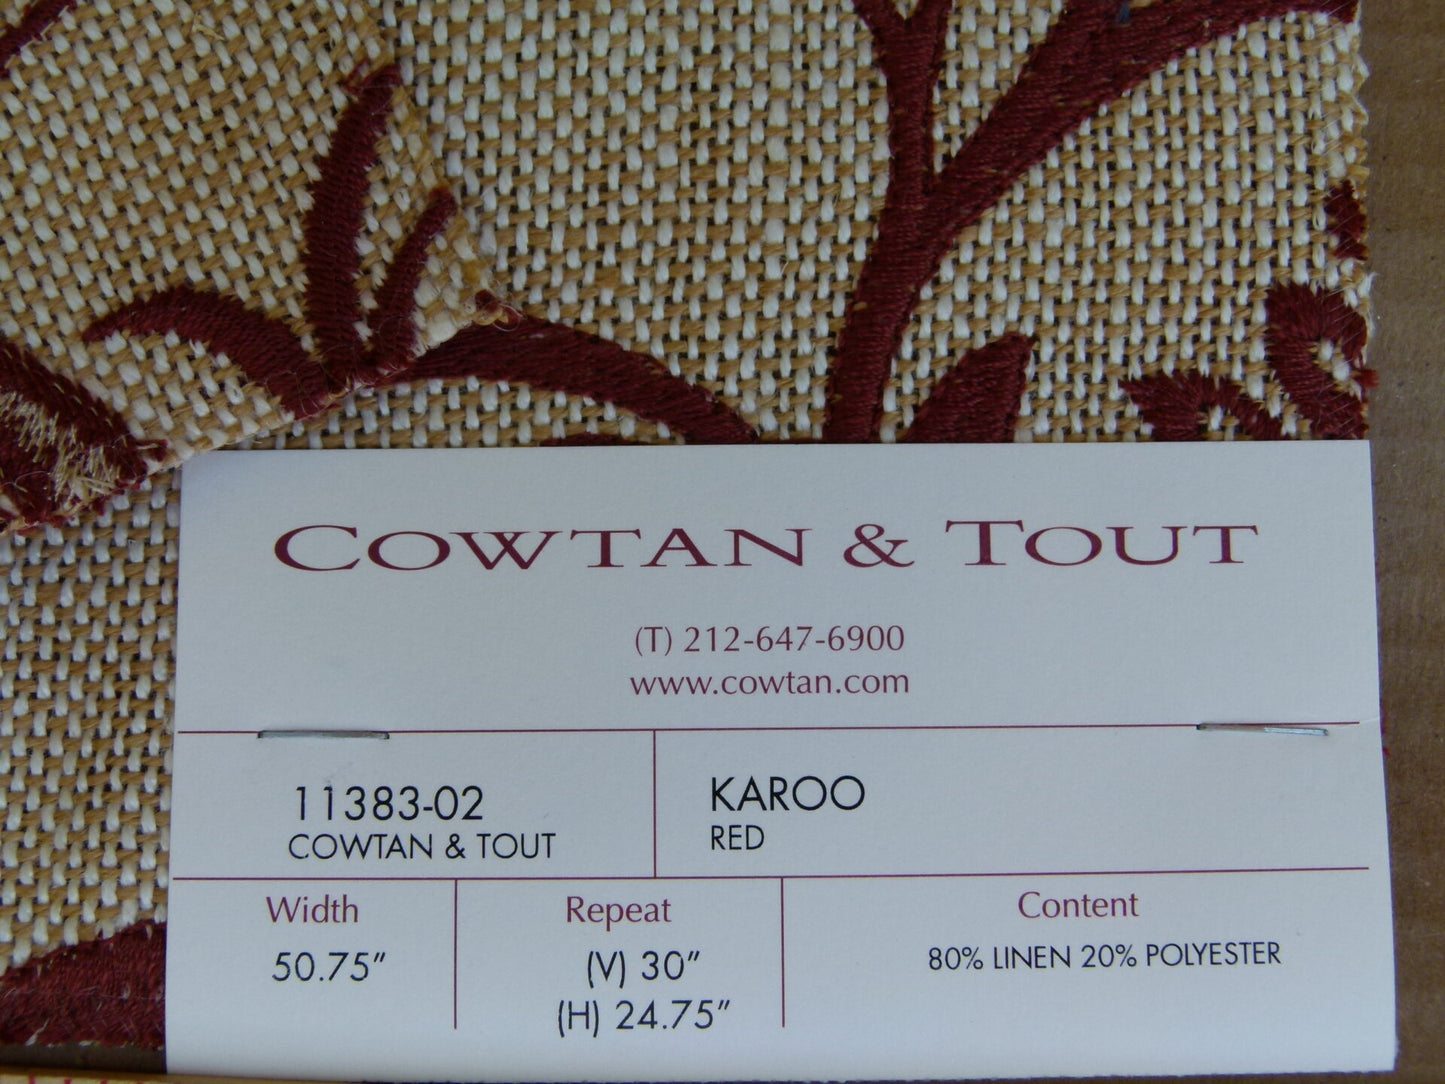 COWTAN & TOUT
(T) 212-647-6900
www.cowtan.com
11383-02
COWTAN & TOUT
KAROO
RED
Width
50.75”
Repeat
(V) 30”
(H) 24.75”
Content
80% LINEN 20% POLYESTER